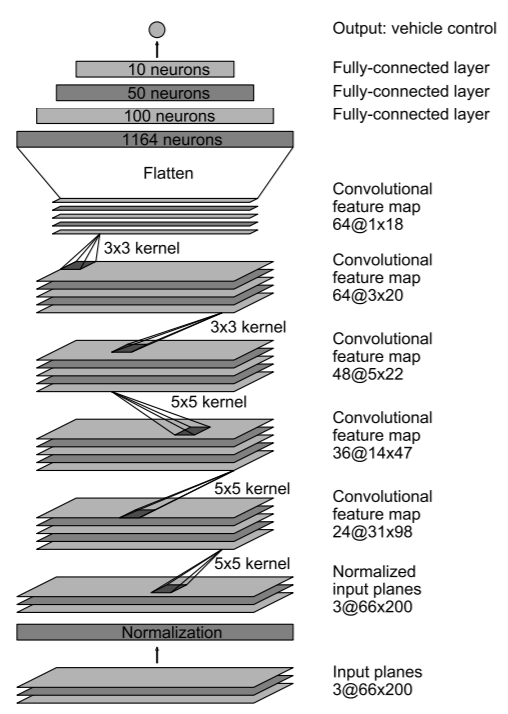 Output: vehicle control
10 neurons
Fully-connected layer
50 neurons
Fully-connected layer
100 neurons
Fully-connected layer
1164 neurons
Flatten
Convolutional
feature map
64@1x18
3x3 kernel
Convolutional
feature map
64@3x20
3x3 kernel
Convolutional
feature map
48@5x22
5x5 kernel
Convolutional
feature map
36@14x47
5x5 kernel
Convolutional
feature map
24@31x98
5x5 kernel
Normalized
input planes
3@66x200
Normalization
Input planes
3@66x200